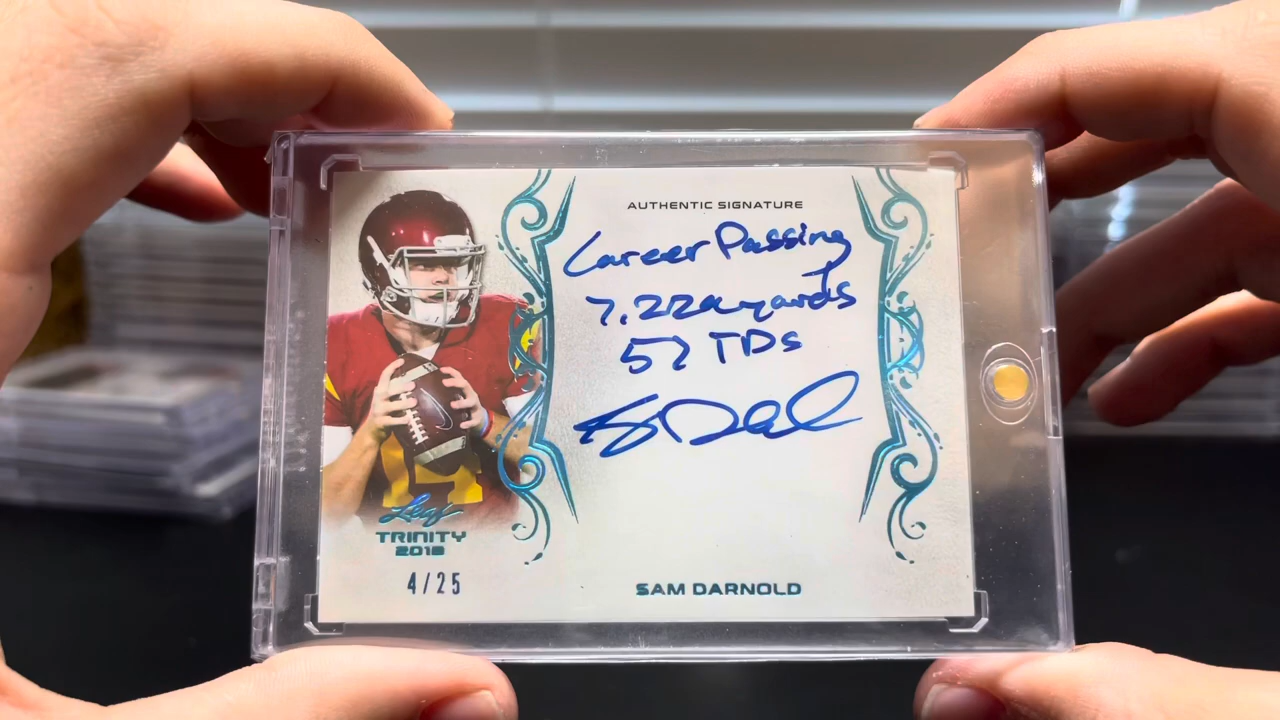 AUTHENTIC SIGNATURE
Career Passing
7,229 yards
57 TDs
Leaf
TRINITY
2018
4/25
SAM DARNOLD